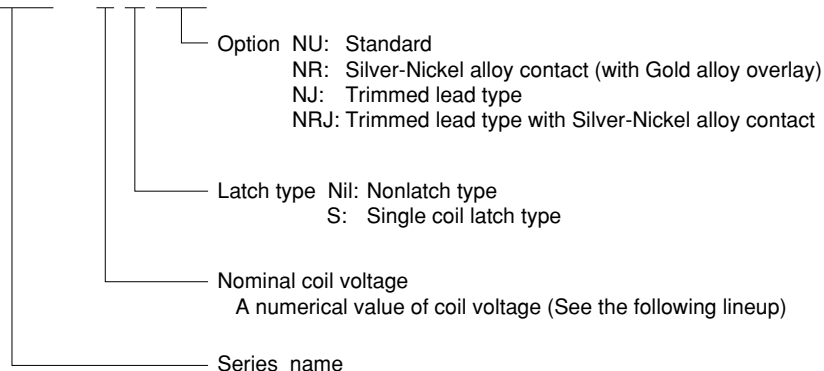 Option NU: Standard
NR: Silver-Nickel alloy contact (with Gold alloy overlay)
NJ: Trimmed lead type
NRJ: Trimmed lead type with Silver-Nickel alloy contact
Latch type Nil: Nonlatch type
S: Single coil latch type
Nominal coil voltage
A numerical value of coil voltage (See the following lineup)
Series name